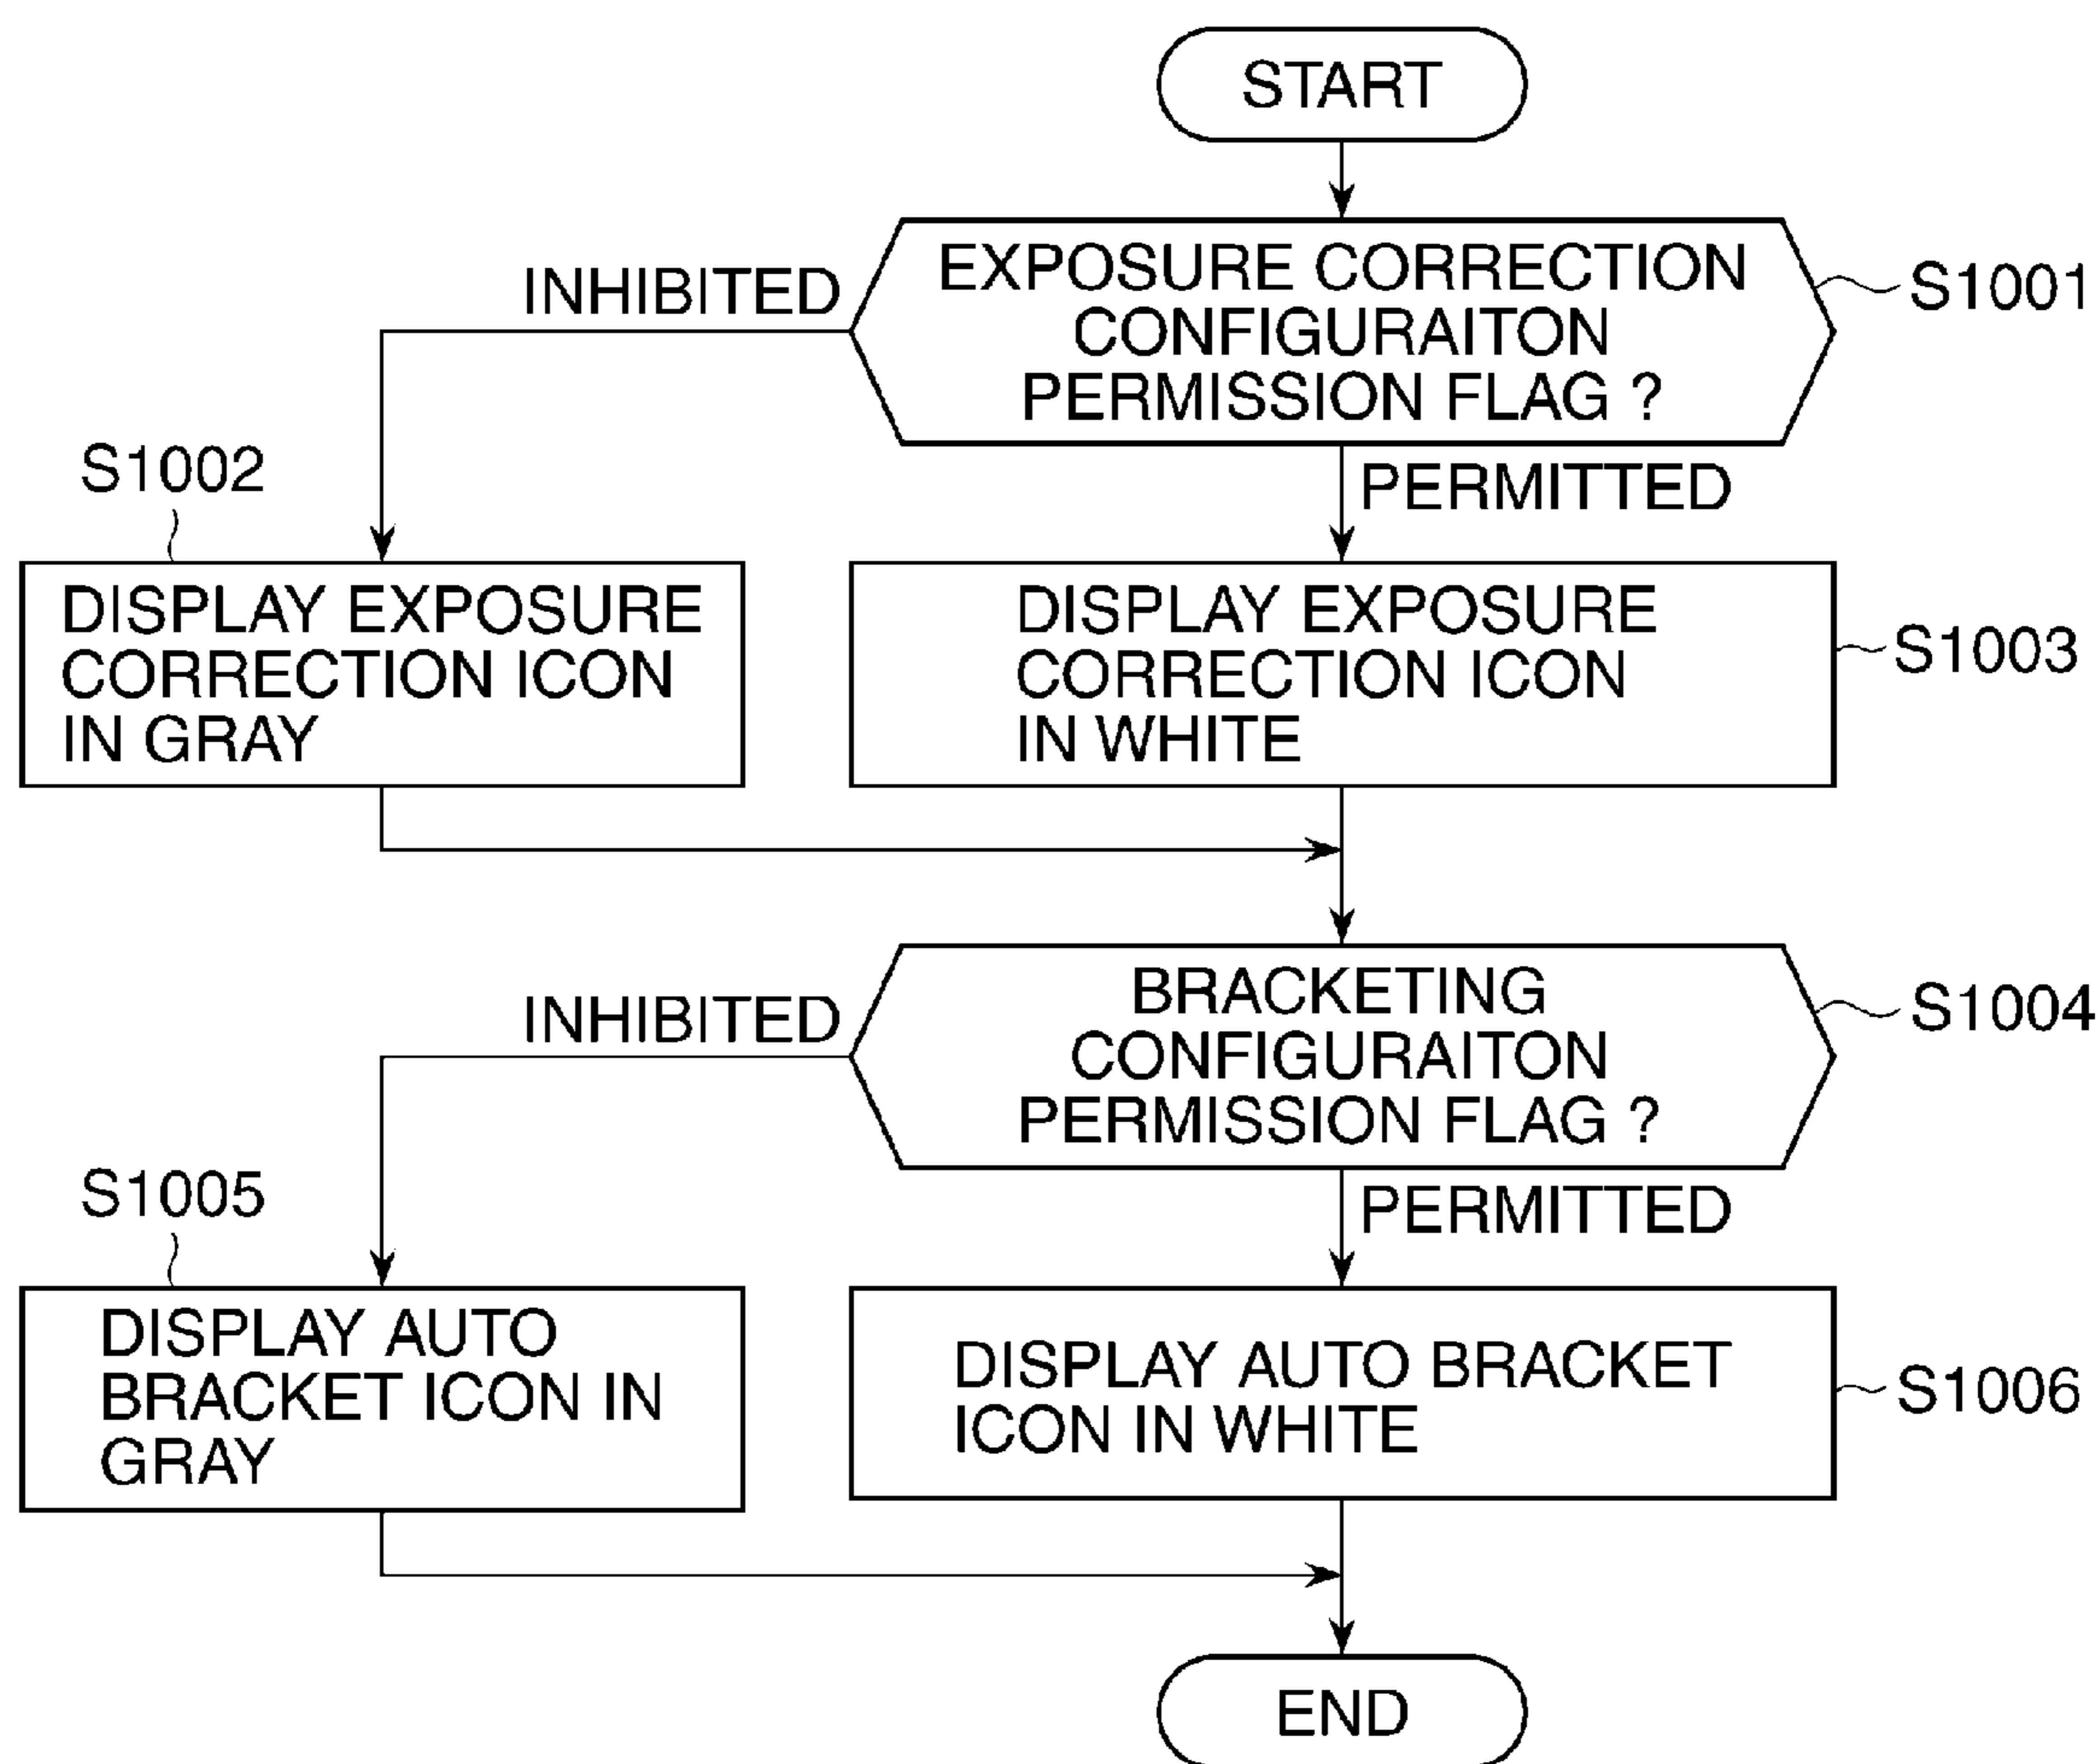 START
EXPOSURE CORRECTION
CONFIGURAITON
PERMISSION FLAG ?
S1001
INHIBITED
PERMITTED
S1002
DISPLAY EXPOSURE
CORRECTION ICON
IN GRAY
DISPLAY EXPOSURE
CORRECTION ICON
IN WHITE
S1003
BRACKETING
CONFIGURAITON
PERMISSION FLAG ?
S1004
INHIBITED
PERMITTED
S1005
DISPLAY AUTO
BRACKET ICON IN
GRAY
DISPLAY AUTO BRACKET
ICON IN WHITE
S1006
END